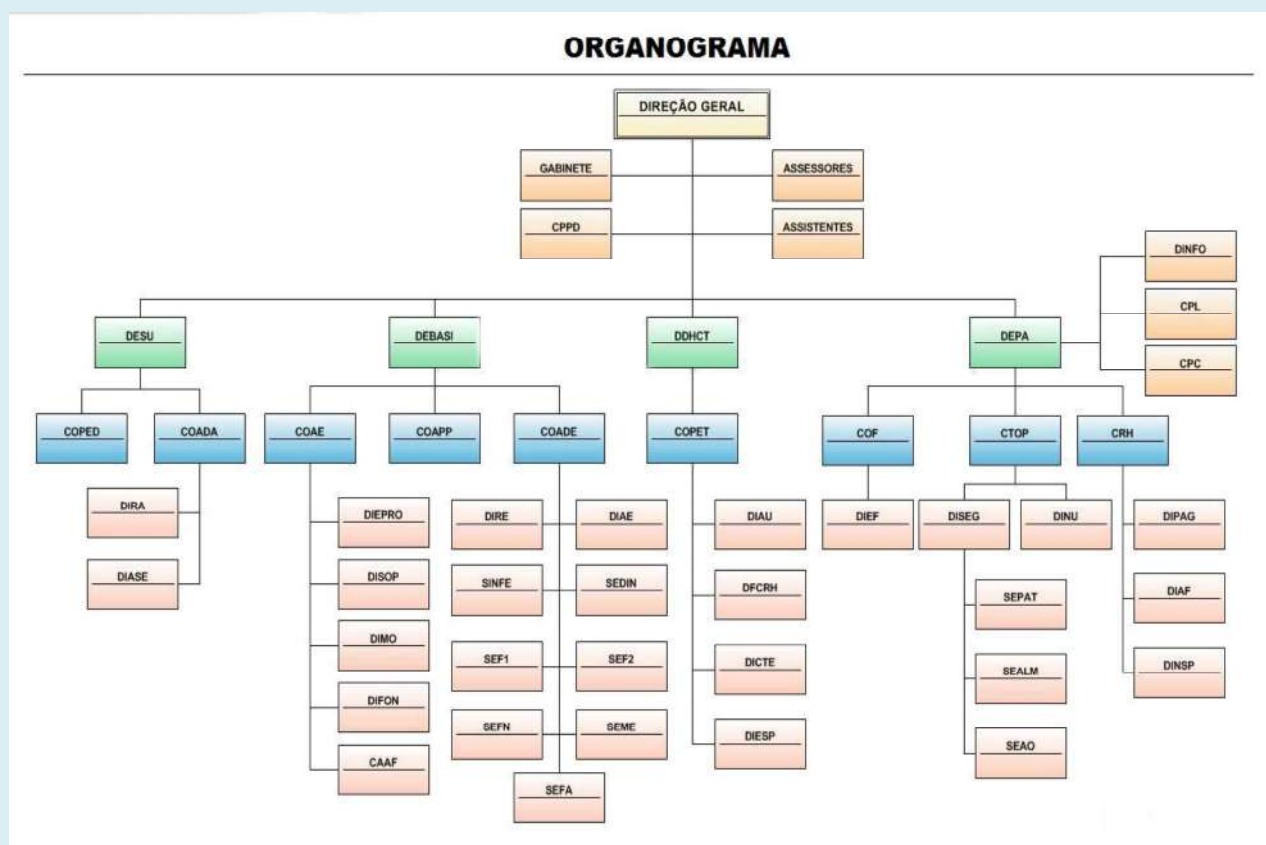 ORGANOGRAMA
DIREÇÃO GERAL
GABINETE
ASSESSORES
CPPD
ASSISTENTES
DINFO
CPL
CPC
DESU
DEBASI
DDHCT
DEPA
COPED
COADA
COAE
COAPP
COADE
COPET
COF
CTOP
CRH
DIRA
DIASE
DIEPRO
DISOP
DIMO
DIFON
CAAF
DIRE
DIAE
SINFE
SEDIN
SEF1
SEF2
SEFN
SEME
SEFA
DIAU
DFCRH
DICTE
DIESP
DIEF
DISEG
DINU
SEPAT
SEALM
SEAO
DIPAG
DIAF
DINSP